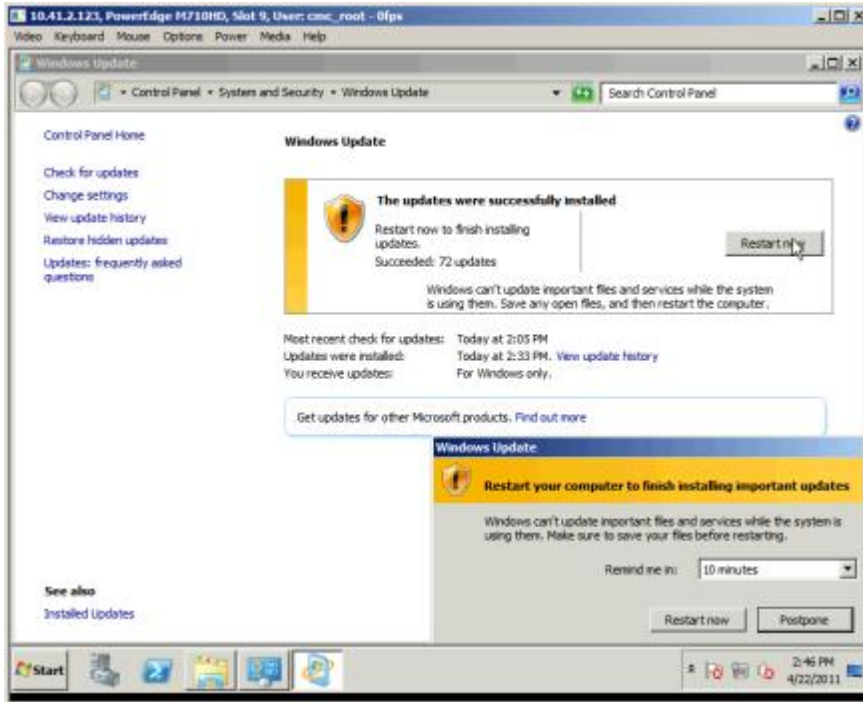 10.41.2.123, PowerEdge M710HD, Slot 9, User: cmc_root - 0fps
Video Keyboard Mouse Options Power Media Help
Windows Update
Control Panel • System and Security • Windows Update
Search Control Panel
Control Panel Home
Check for updates
Change settings
View update history
Restore hidden updates
Updates: frequently asked
questions
Windows Update
The updates were successfully installed
Restart now to finish installing
updates.
Succeeded: 72 updates
Restart now
Windows can't update important files and services while the system
is using them. Save any open files, and then restart the computer.
Most recent check for updates: Today at 2:05 PM
Updates were installed: Today at 2:33 PM. View update history
You receive updates: For Windows only.
Get updates for other Microsoft products. Find out more
Windows Update
Restart your computer to finish installing important updates
Windows can't update important files and services while the system is
using them. Make sure to save your files before restarting.
Remind me in: 10 minutes
Restart now Postpone
See also
Installed Updates
Start
2:46 PM
4/22/2011